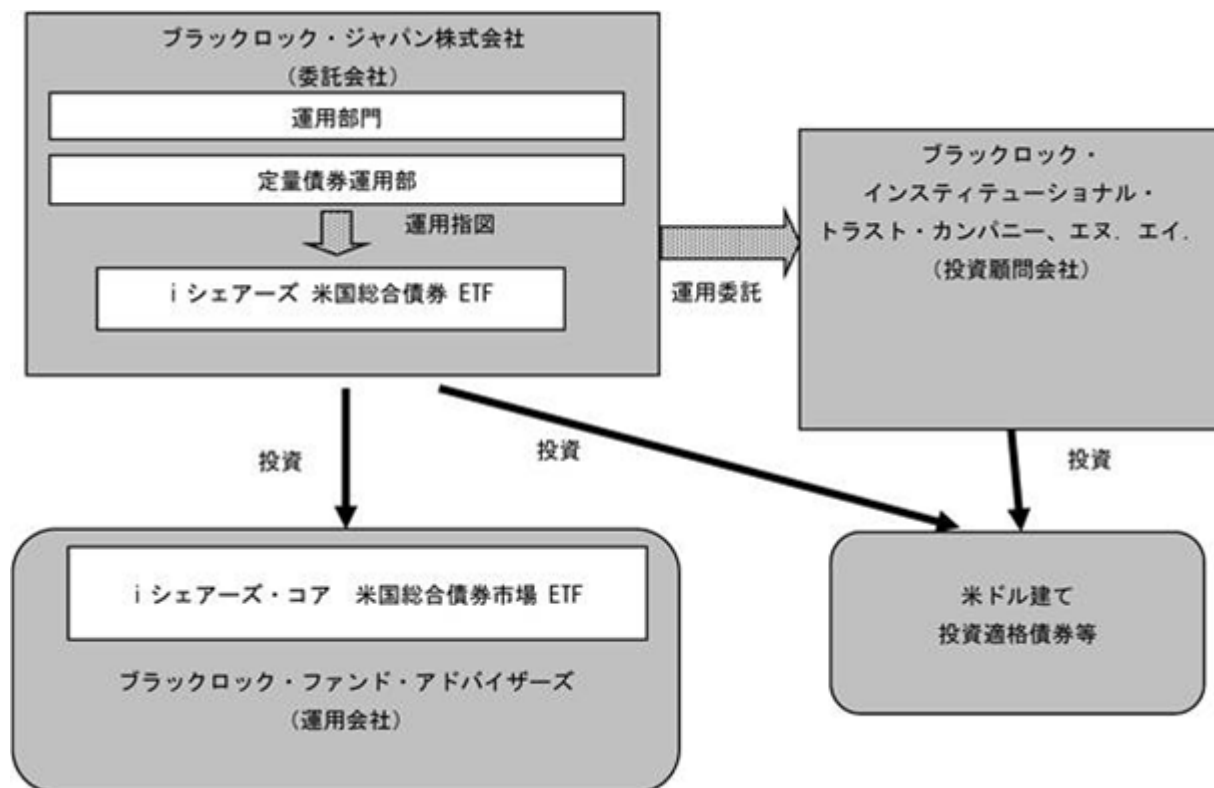 ブラックロック・ジャパン株式会社
（委託会社）
運用部門
定量債券運用部
運用指図
i シェアーズ 米国総合債券 ETF
運用委託
ブラックロック・
インスティテューショナル・
トラスト・カンパニー、エヌ．エイ．
（投資顧問会社）
投資
投資
投資
i シェアーズ・コア　米国総合債券市場 ETF
ブラックロック・ファンド・アドバイザーズ
（運用会社）
米ドル建て
投資適格債券等